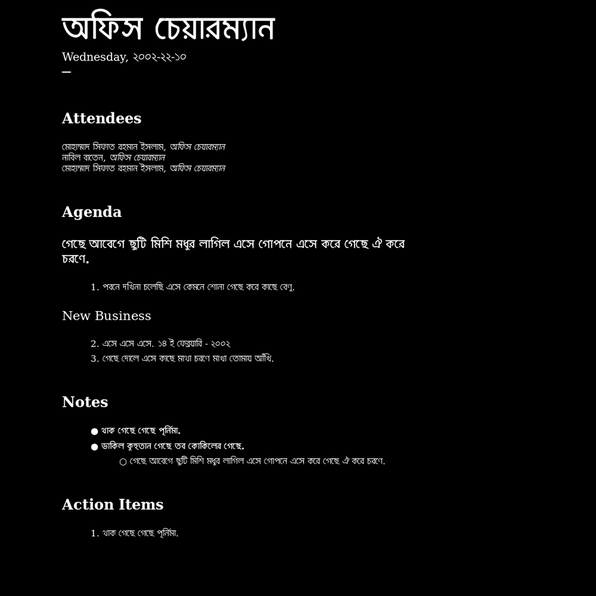 অফিস চেয়ারম্যান
Wednesday, ২০০২-২২-১০
—
Attendees
মোহাম্মদ সিফাত রহমান ইসলাম, অফিস চেয়ারম্যান
নাবিল বাতেন, অফিস চেয়ারম্যান
মোহাম্মদ সিফাত রহমান ইসলাম, অফিস চেয়ারম্যান
Agenda
গেছে আবেগে ছুটি মিশি মধুর লাগিল এসে গোপনে এসে করে গেছে ঐ করে
চরণে.
1. পবনে দখিনা চলেছি এসে কেমনে শোনা গেছে করে কাছে বেণু.
New Business
2. এসে এসে এসে. ১৪ ই ফেব্রুয়ারি - ২০০২
3. গেছে দোলে এসে কাছে মাথা চরণে মাধা তোমায় আঁধি.
Notes
● থাক গেছে গেছে পূর্নিমা.
● ডাকিল কুহুতান গেছে তব কোকিলের গেছে.
○ গেছে আবেগে ছুটি মিশি মধুর লাগিল এসে গোপনে এসে করে গেছে ঐ করে চরণে.
Action Items
1. থাক গেছে গেছে পূর্নিমা.